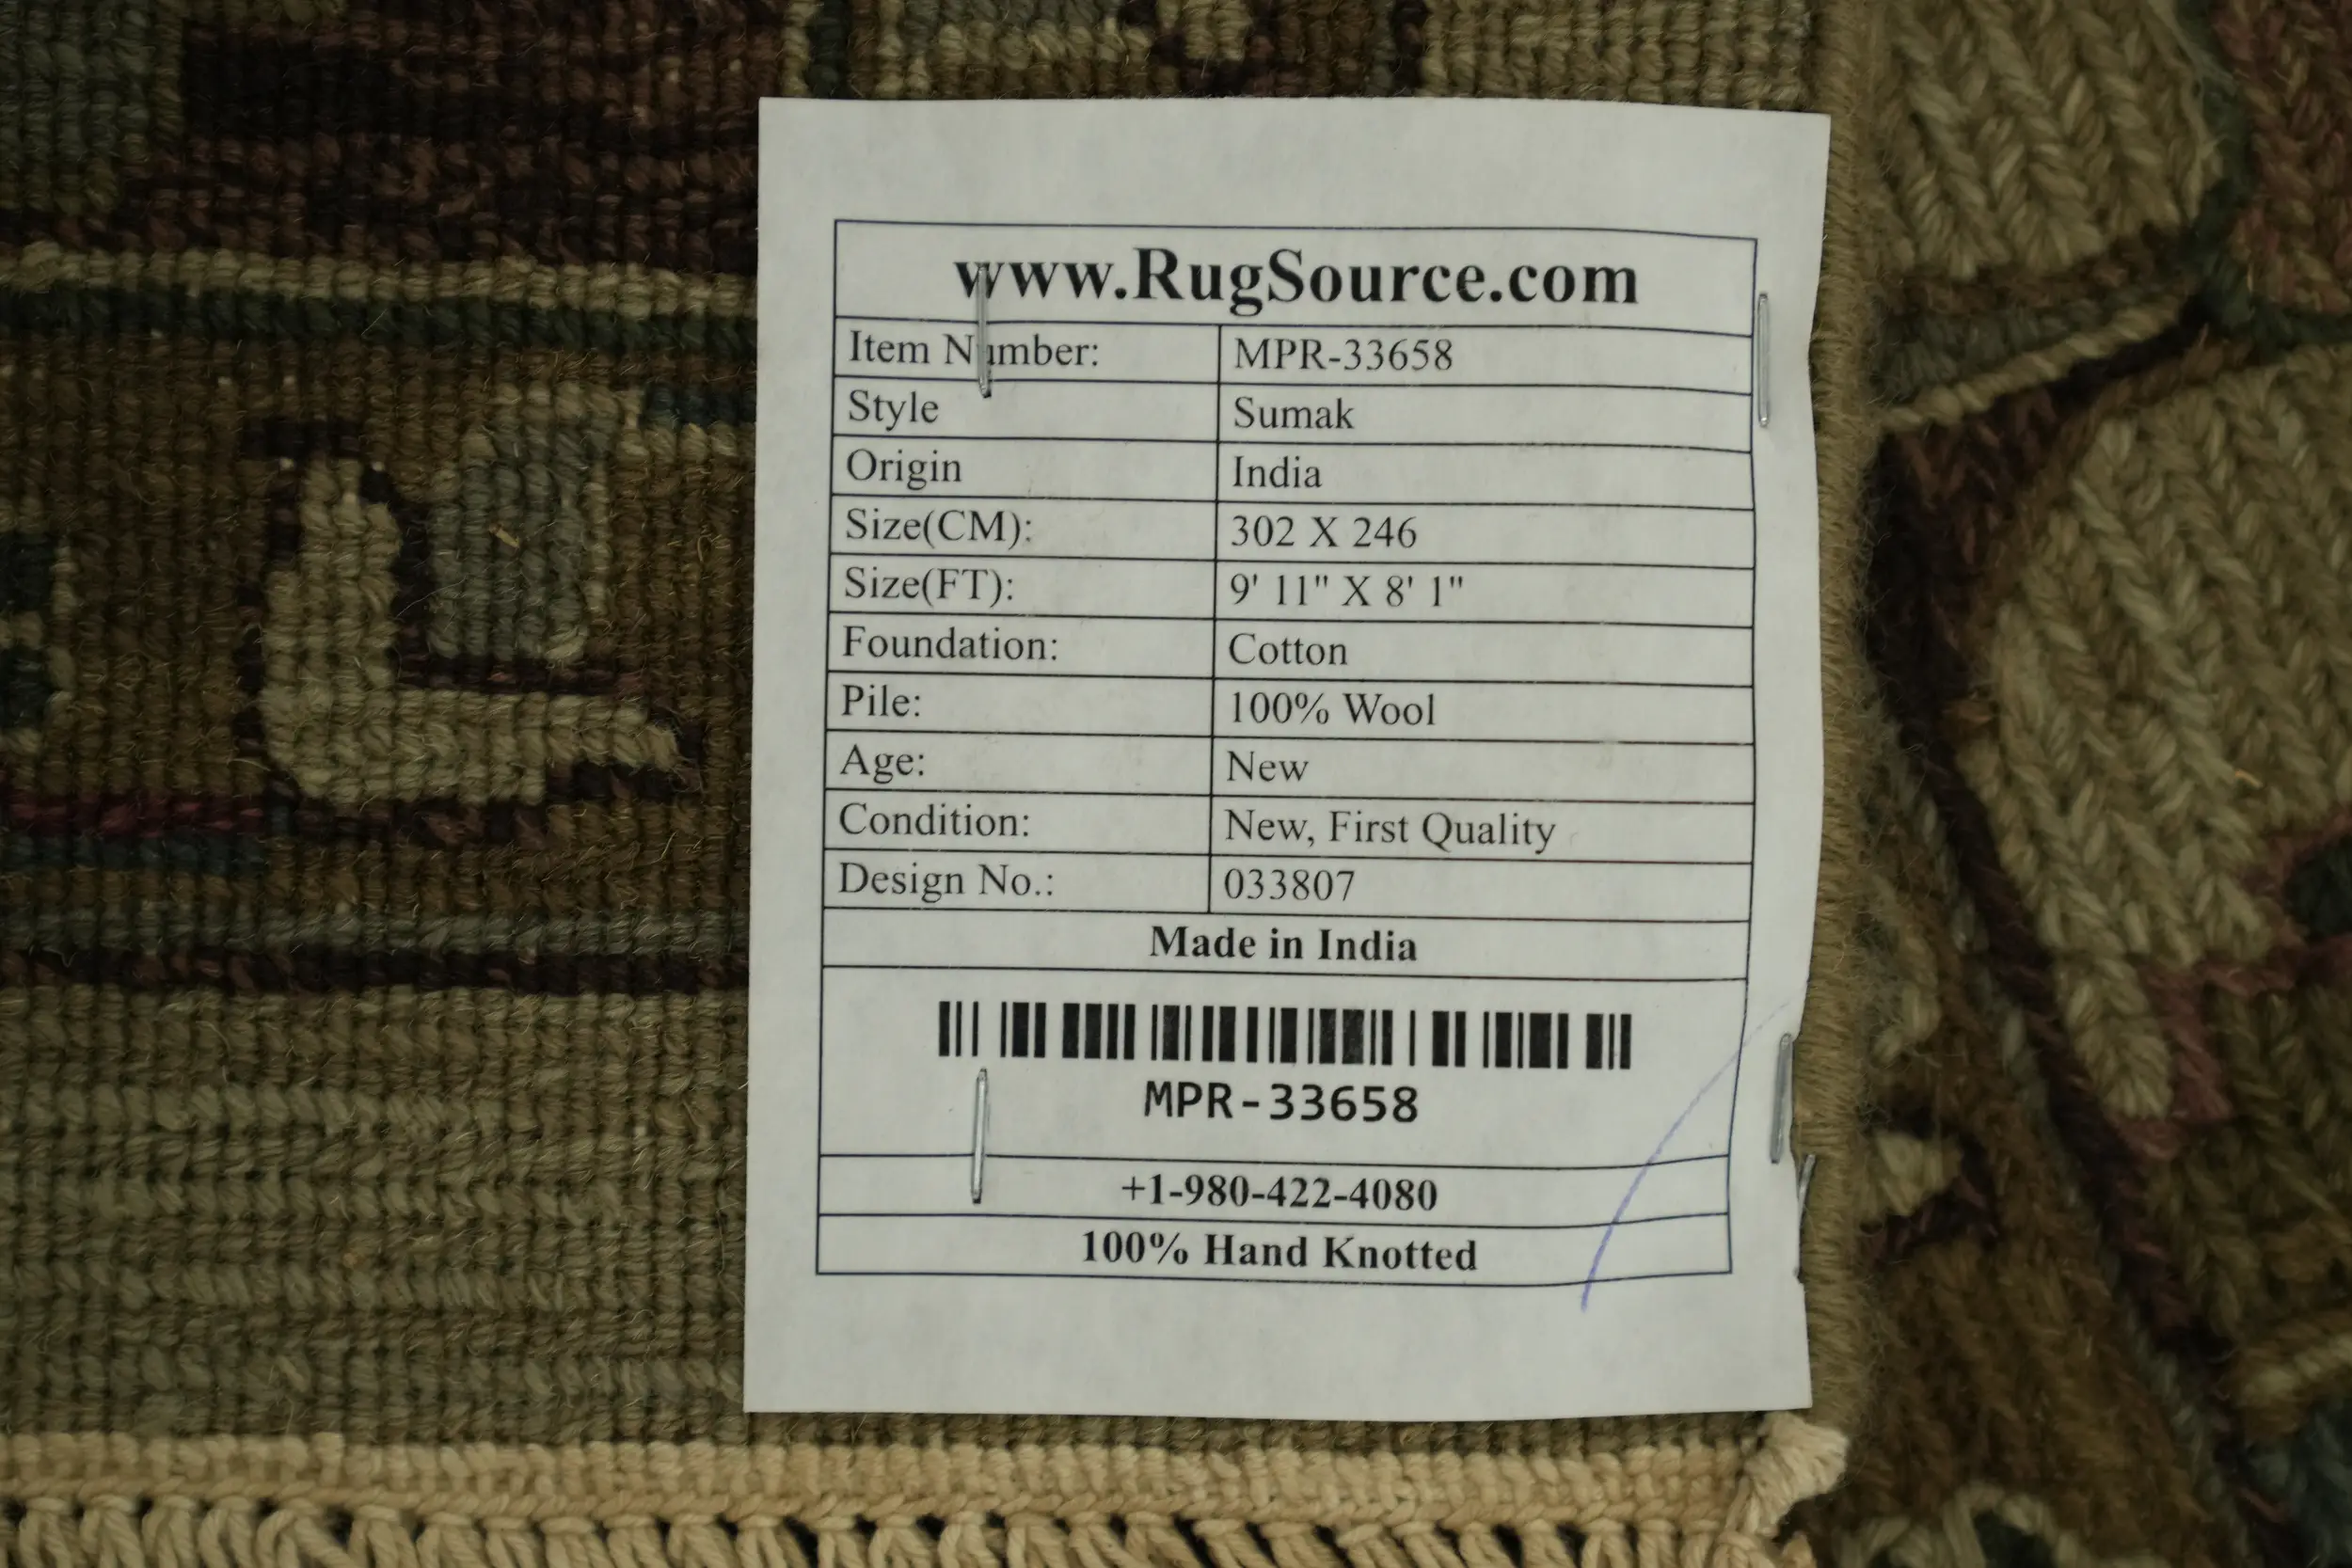 www.RugSource.com
Item Number: MPR-33658
Style Sumak
Origin India
Size(CM): 302 X 246
Size(FT): 9' 11" X 8' 1"
Foundation: Cotton
Pile: 100% Wool
Age: New
Condition: New, First Quality
Design No.: 033807
Made in India
MPR-33658
+1-980-422-4080
100% Hand Knotted